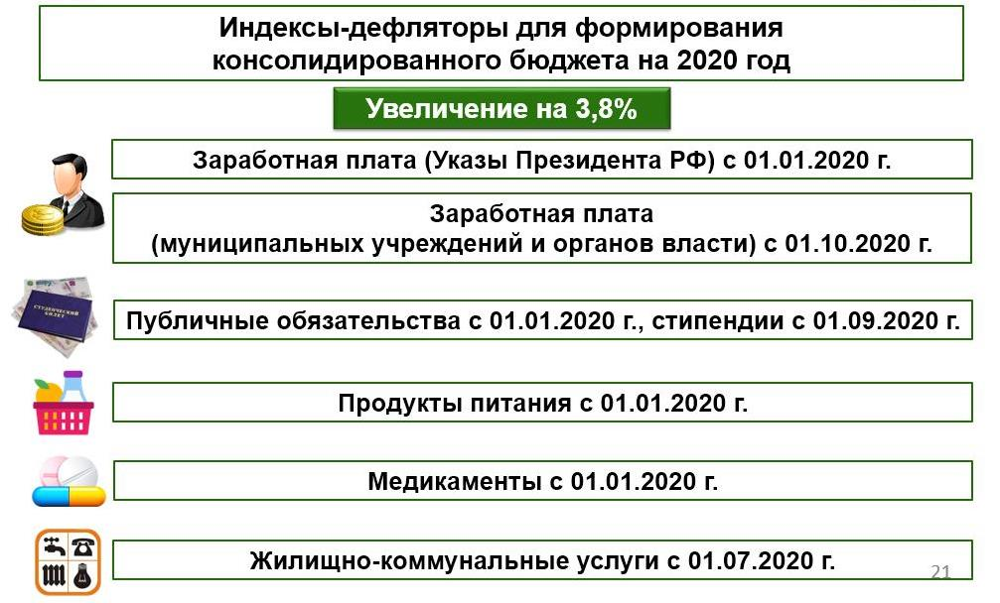 Индексы-дефляторы для формирования
консолидированного бюджета на 2020 год
Увеличение на 3,8%
Заработная плата (Указы Президента РФ) с 01.01.2020 г.
Заработная плата
(муниципальных учреждений и органов власти) с 01.10.2020 г.
СТУДЕНЧЕСКИЙ
БИЛЕТ
Публичные обязательства с 01.01.2020 г., стипендии с 01.09.2020 г.
Продукты питания с 01.01.2020 г.
Медикаменты с 01.01.2020 г.
Жилищно-коммунальные услуги с 01.07.2020 г.
21